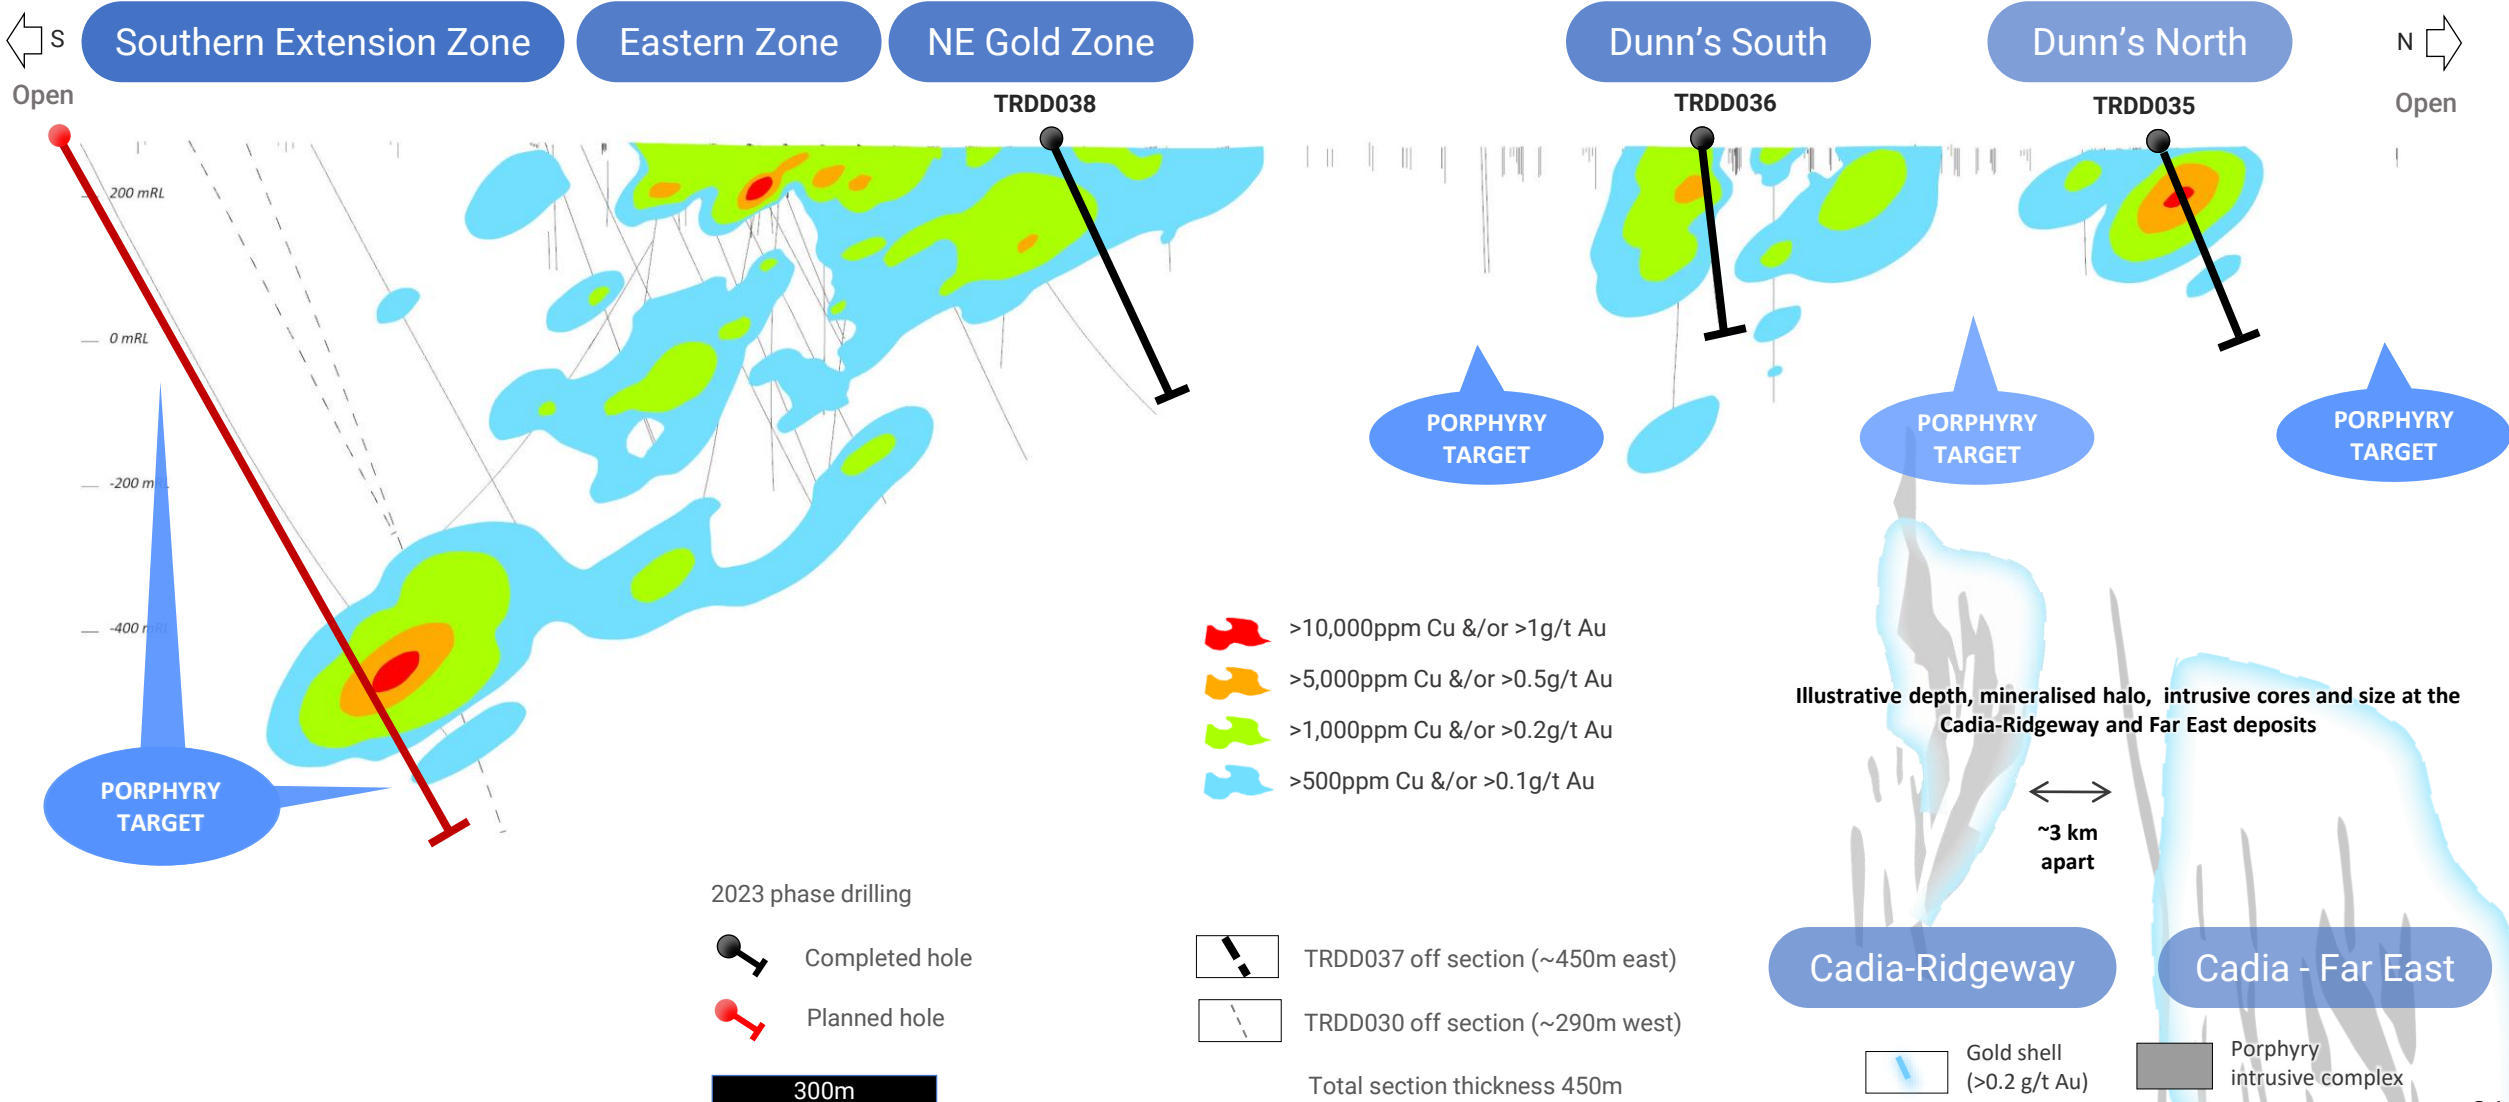 S
Southern Extension Zone
Eastern Zone
NE Gold Zone
Dunn's South
Dunn's North
N
Open
TRDD038
TRDD036
TRDD035
Open
200 mRL
0 mRL
-200 mRL
-400 mRL
PORPHYRY
TARGET
PORPHYRY
TARGET
PORPHYRY
TARGET
PORPHYRY
TARGET
>10,000ppm Cu &/or >1g/t Au
>5,000ppm Cu &/or >0.5g/t Au
>1,000ppm Cu &/or >0.2g/t Au
>500ppm Cu &/or >0.1g/t Au
Illustrative depth, mineralised halo, intrusive cores and size at the
Cadia-Ridgeway and Far East deposits
~3 km
apart
2023 phase drilling
Completed hole
Planned hole
300m
TRDD037 off section (~450m east)
TRDD030 off section (~290m west)
Total section thickness 450m
Cadia-Ridgeway
Cadia - Far East
Gold shell
(>0.2 g/t Au)
Porphyry
intrusive complex